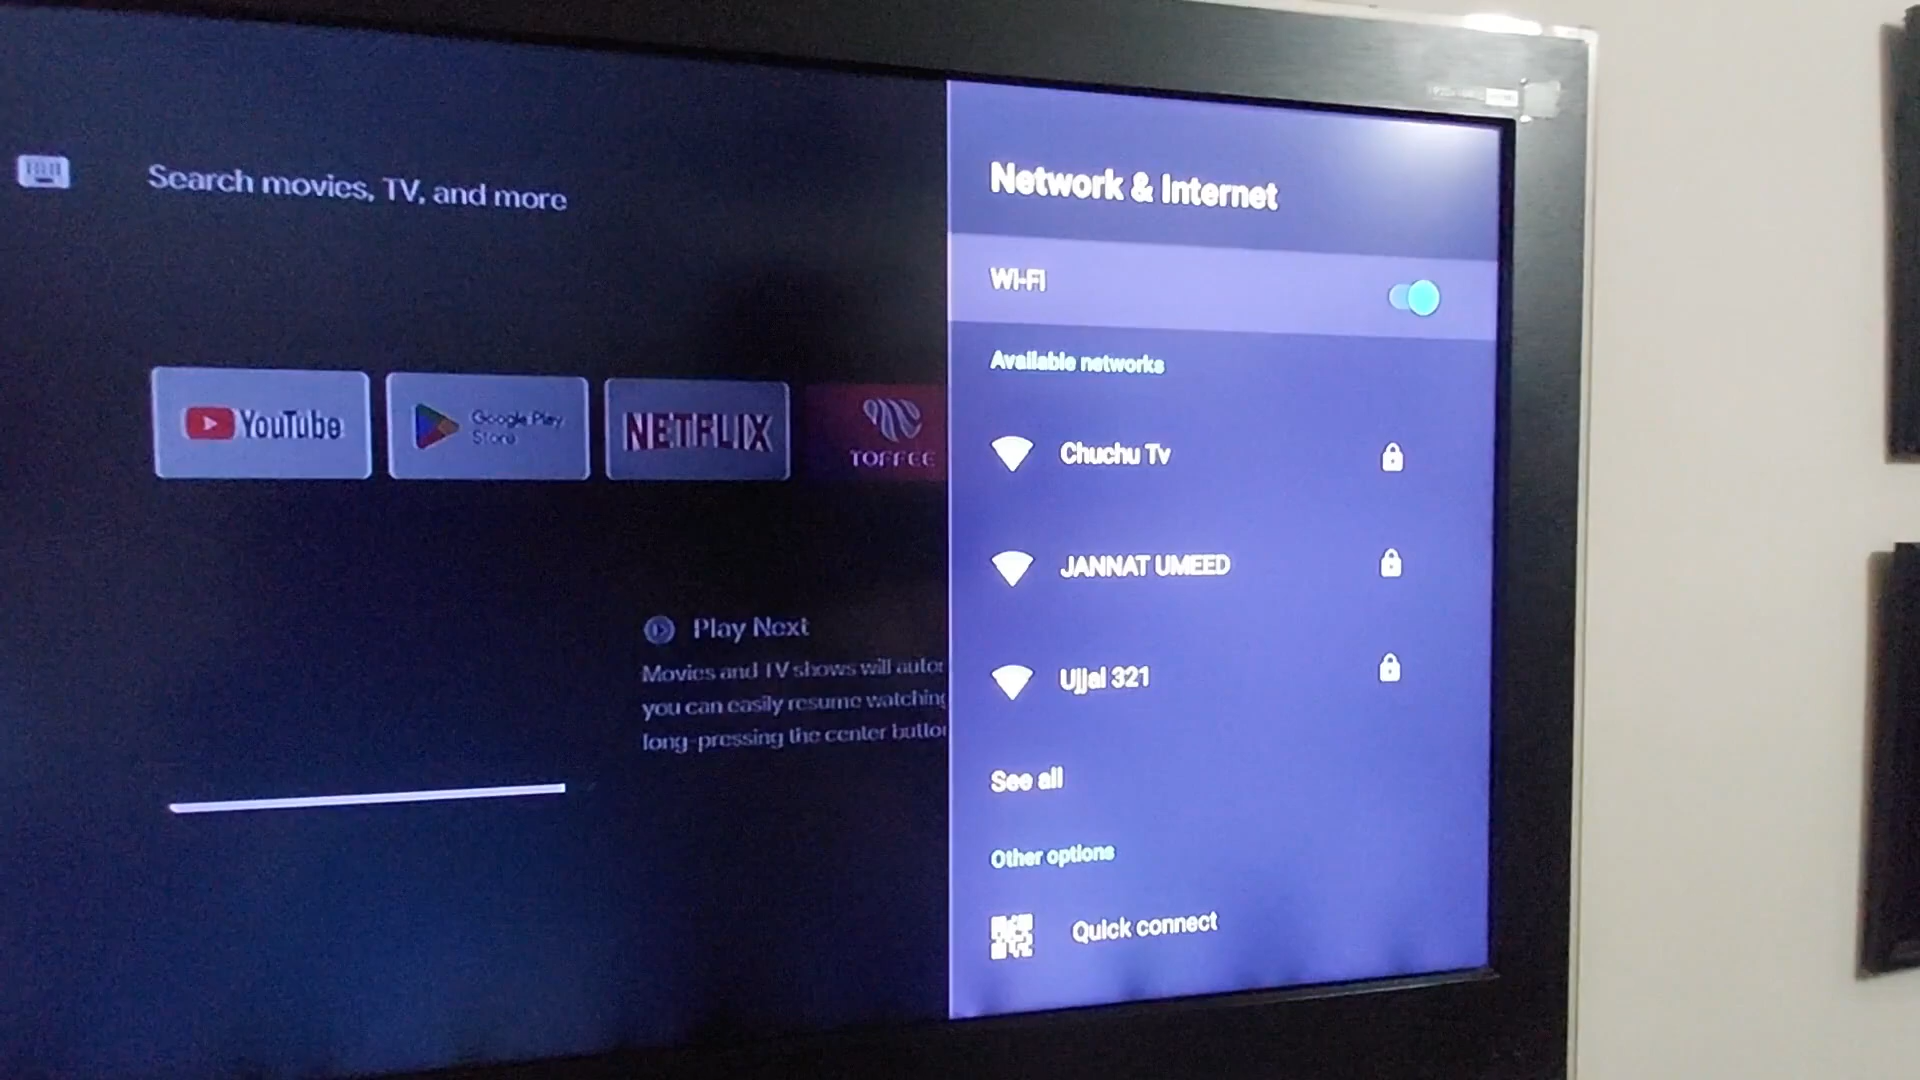 Search movies, TV, and more
YouTube
Google Play
Store
NETFLIX
TOFFEE
Play Next
Movies and TV shows will
you can easily resume watching
long-pressing the center
Network & Internet
Wi-Fi
Available networks
Chuchu Tv
JANNAT UMEED
Ujjal 321
See all
Other options
Quick connect